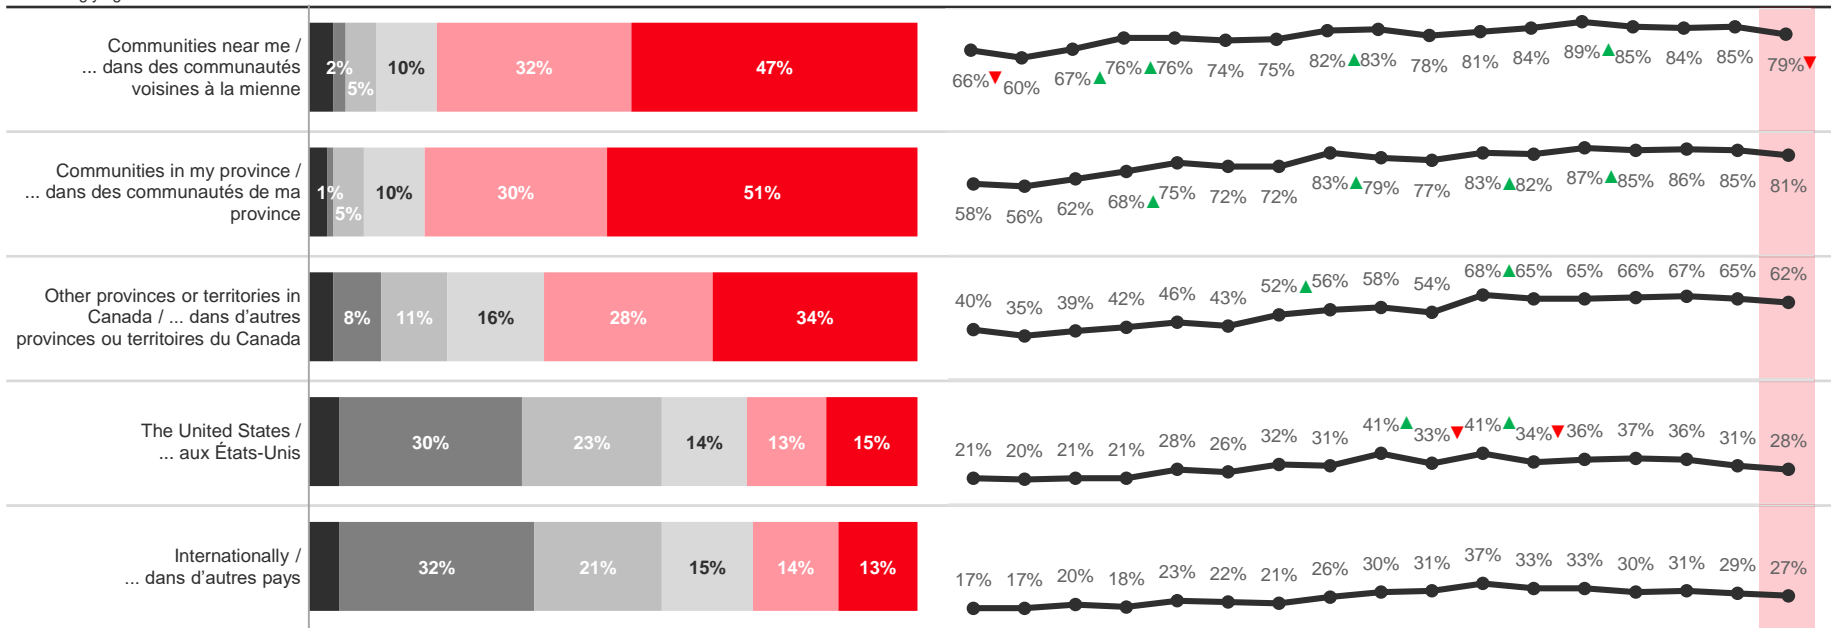 Communities near me /
... dans des communautés
voisines à la mienne
2%
5%
10%
32%
47%
66% 60% 67% 76% 76% 74% 75% 82% 83% 78% 81% 84% 89% 85% 84% 85% 79%
Communities in my province /
... dans des communautés de ma
province
1%
5%
10%
30%
51%
58% 56% 62% 68% 75% 72% 72% 83% 79% 77% 83% 82% 87% 85% 86% 85% 81%
Other provinces or territories in
Canada / ... dans d'autres
provinces ou territoires du Canada
8%
11%
16%
28%
34%
40% 35% 39% 42% 46% 43% 52% 56% 58% 54% 68% 65% 65% 66% 67% 65% 62%
The United States /
... aux États-Unis
30%
23%
14%
13%
15%
21% 20% 21% 21% 28% 26% 32% 31% 41% 33% 41% 34% 36% 37% 36% 31% 28%
Internationally /
... dans d'autres pays
32%
21%
15%
14%
13%
17% 17% 20% 18% 23% 22% 21% 26% 30% 31% 37% 33% 33% 30% 31% 29% 27%